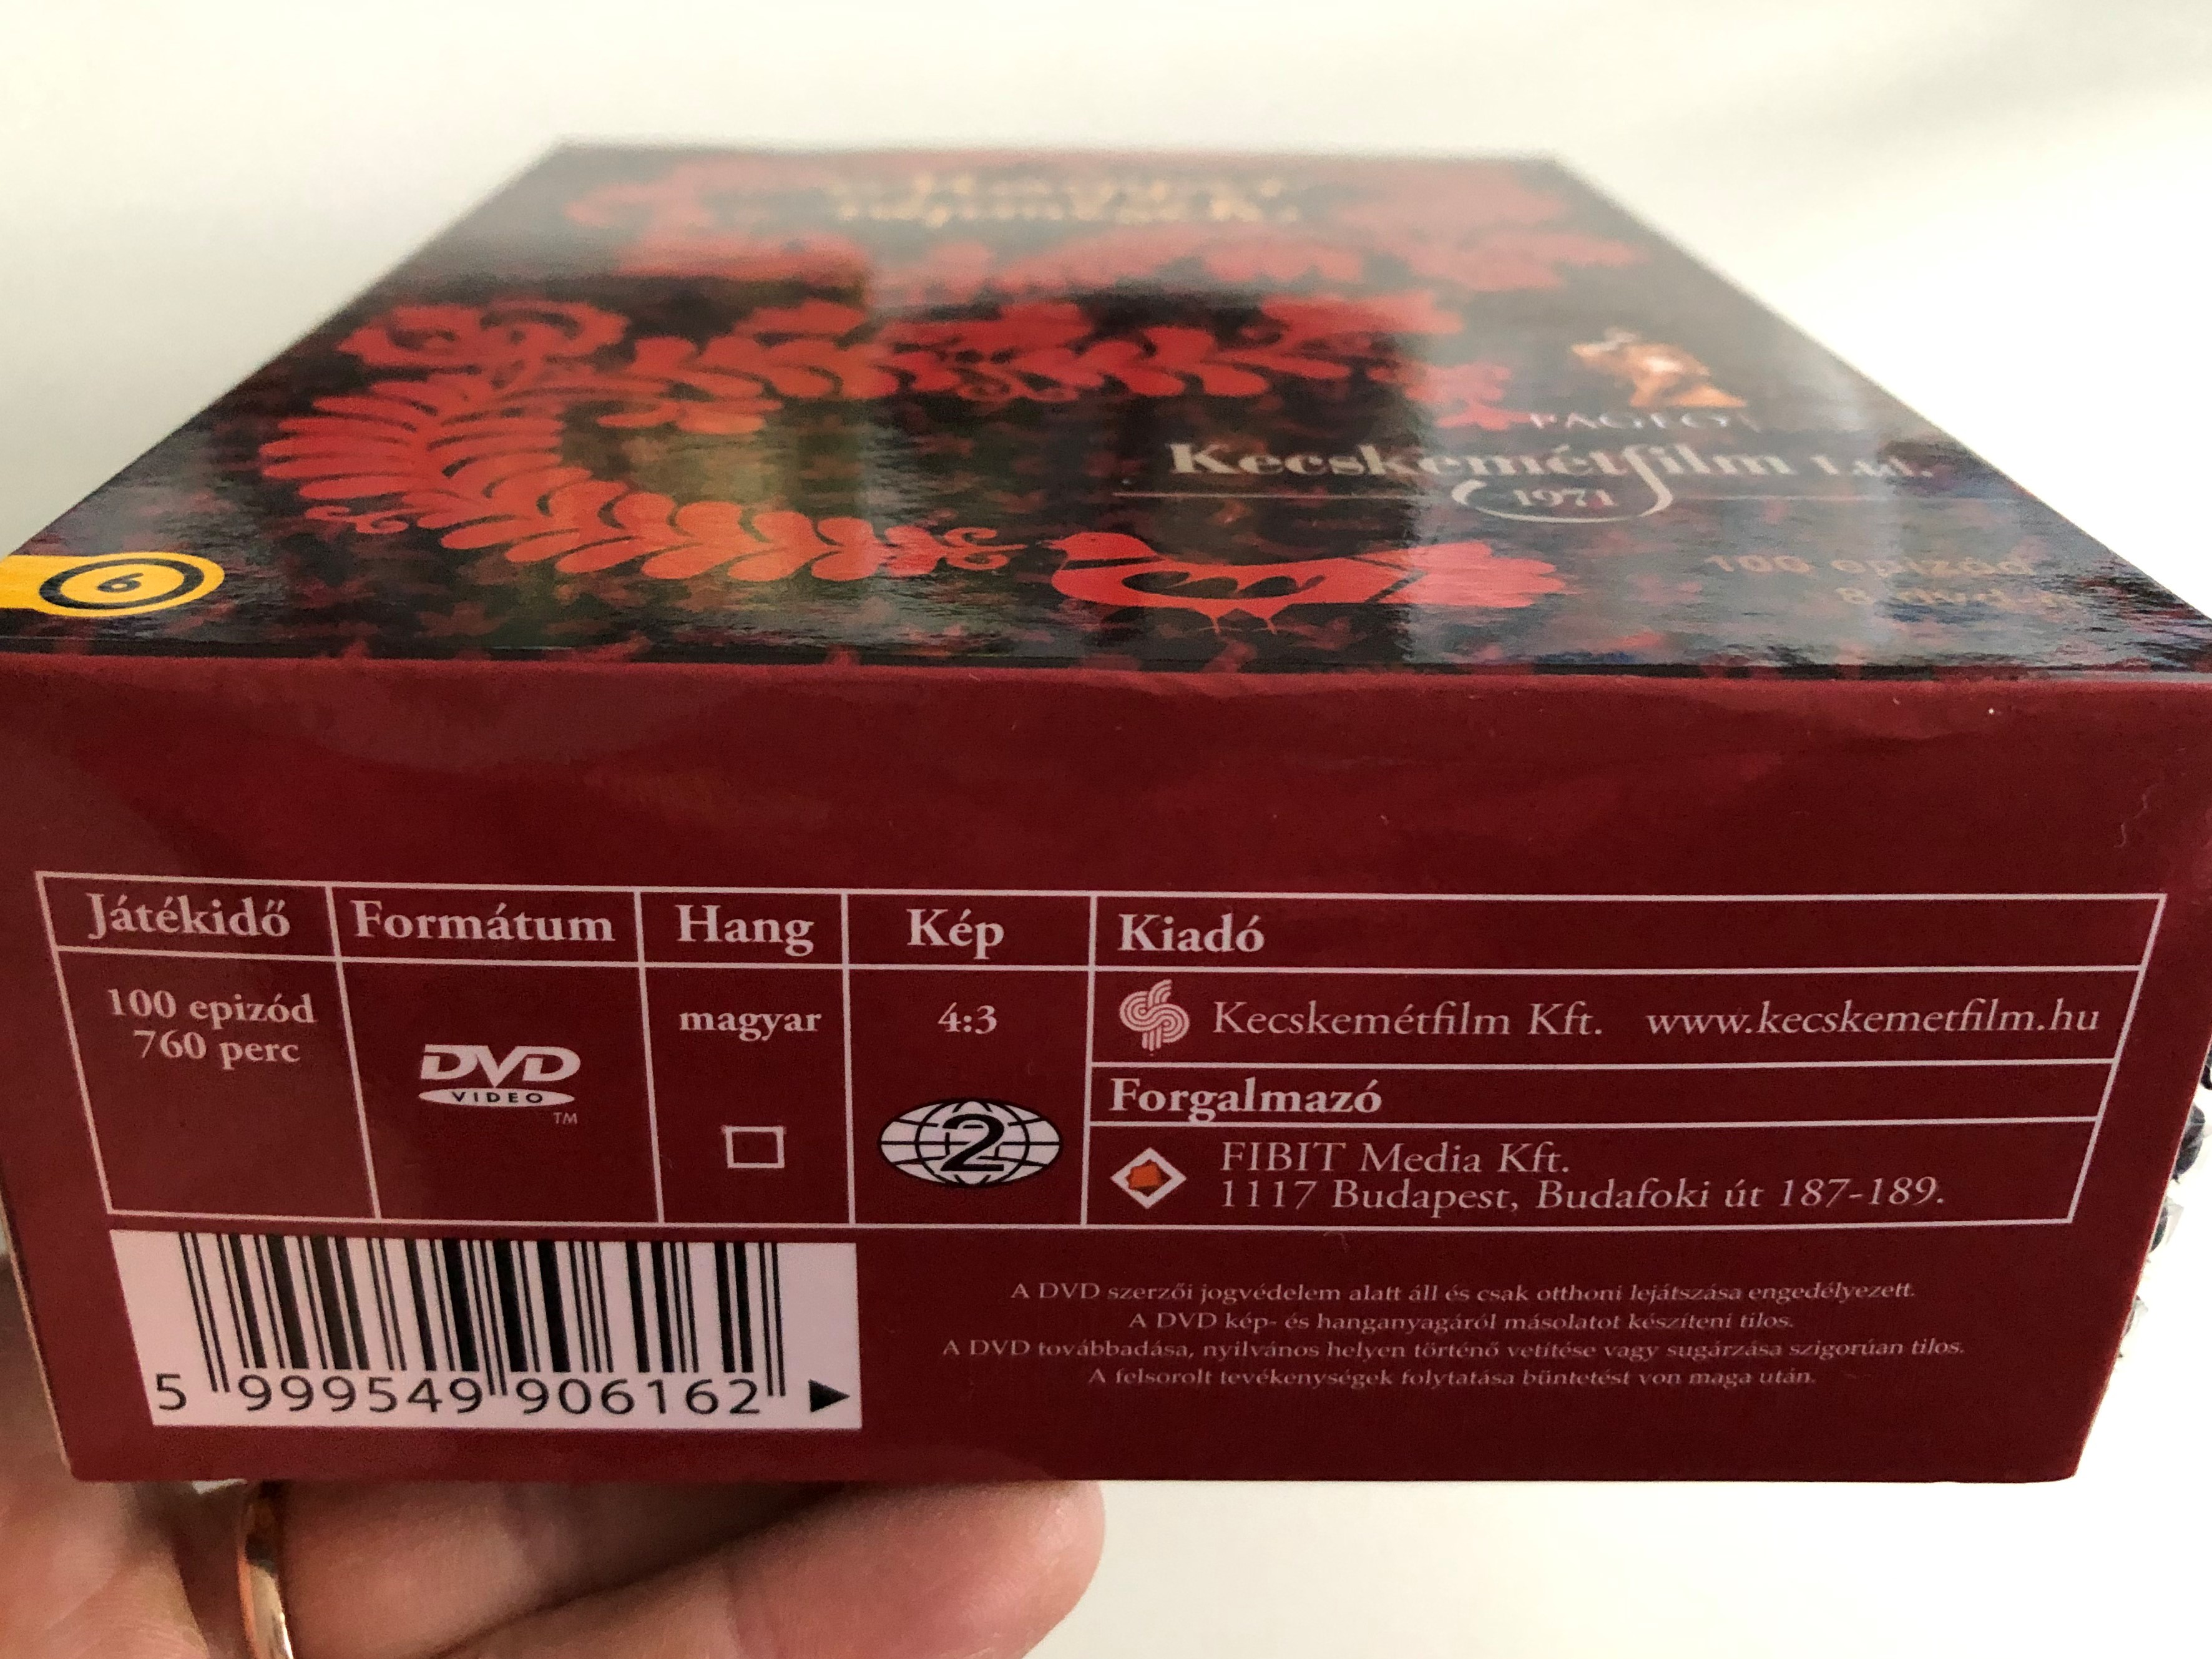 népmesék
Kecskemétfilm
1971
100 epizód
6
Játékidő
100 epizód
760 perc
Formátum
DVD
VIDEO
TM
Hang
magyar
Kép
4:3
2
Kiadó
Kecskemétfilm Kft. www.kecskemetfilm.hu
Forgalmazó
FIBIT Media Kft.
1117 Budapest, Budafoki út 187-189.
5 999549 906162
A DVD szerzői jogvédelem alatt áll és csak otthoni lejátszása engedélyezett.
A DVD kép- és hanganyagáról másolatot készíteni tilos.
A DVD továbbadása, nyilvános helyen történő vetítése vagy sugárzása szigorúan tilos.
A felsorolt tevékenységek folytatása büntetést von maga után.